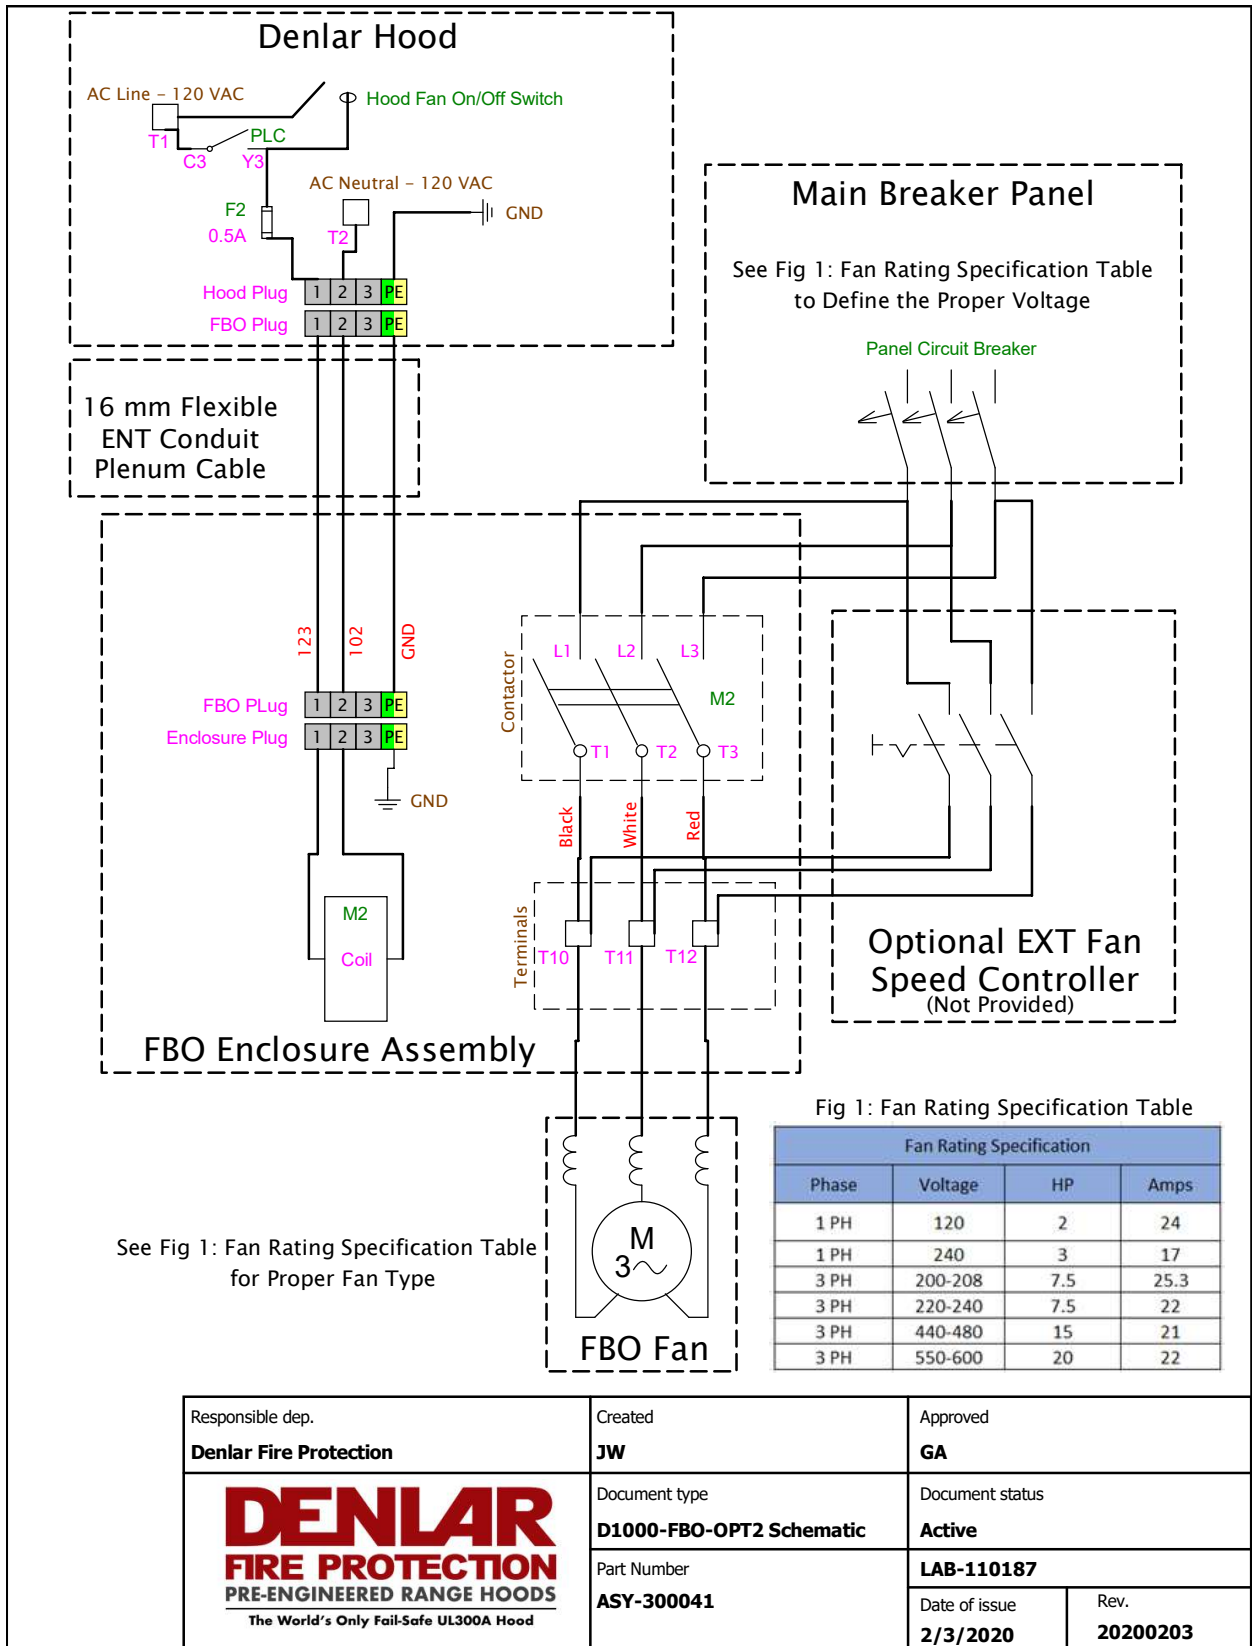 Denlar Hood
AC Line - 120 VAC
Hood Fan On/Off Switch
T1
PLC
C3
Y3
AC Neutral - 120 VAC
F2
0.5A
T2
GND
Hood Plug
1 2 3 PE
FBO Plug
1 2 3 PE
Main Breaker Panel
See Fig 1: Fan Rating Specification Table
to Define the Proper Voltage
Panel Circuit Breaker
16 mm Flexible
ENT Conduit
Plenum Cable
123
102
GND
FBO PLug
1 2 3 PE
Enclosure Plug
1 2 3 PE
GND
M2
Coil
Contactor
L1
L2
L3
M2
T1
T2
T3
Black
White
Red
Terminals
T10
T11
T12
FBO Enclosure Assembly
Optional EXT Fan
Speed Controller
(Not Provided)
See Fig 1: Fan Rating Specification Table
for Proper Fan Type
M
3~
FBO Fan
Fig 1: Fan Rating Specification Table
Fan Rating Specification
Phase Voltage HP Amps
1 PH 120 2 24
1 PH 240 3 17
3 PH 200-208 7.5 25.3
3 PH 220-240 7.5 22
3 PH 440-480 15 21
3 PH 550-600 20 22
Responsible dep.
Denlar Fire Protection
Created
JW
Approved
GA
DENLAR
FIRE PROTECTION
PRE-ENGINEERED RANGE HOODS
The World's Only Fail-Safe UL300A Hood
Document type
D1000-FBO-OPT2 Schematic
Document status
Active
Part Number
ASY-300041
LAB-110187
Date of issue
2/3/2020
Rev.
20200203